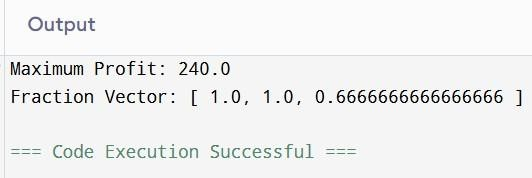 Output
Maximum Profit: 240.0
Fraction Vector: [ 1.0, 1.0, 0.6666666666666666 ]
=== Code Execution Successful ===